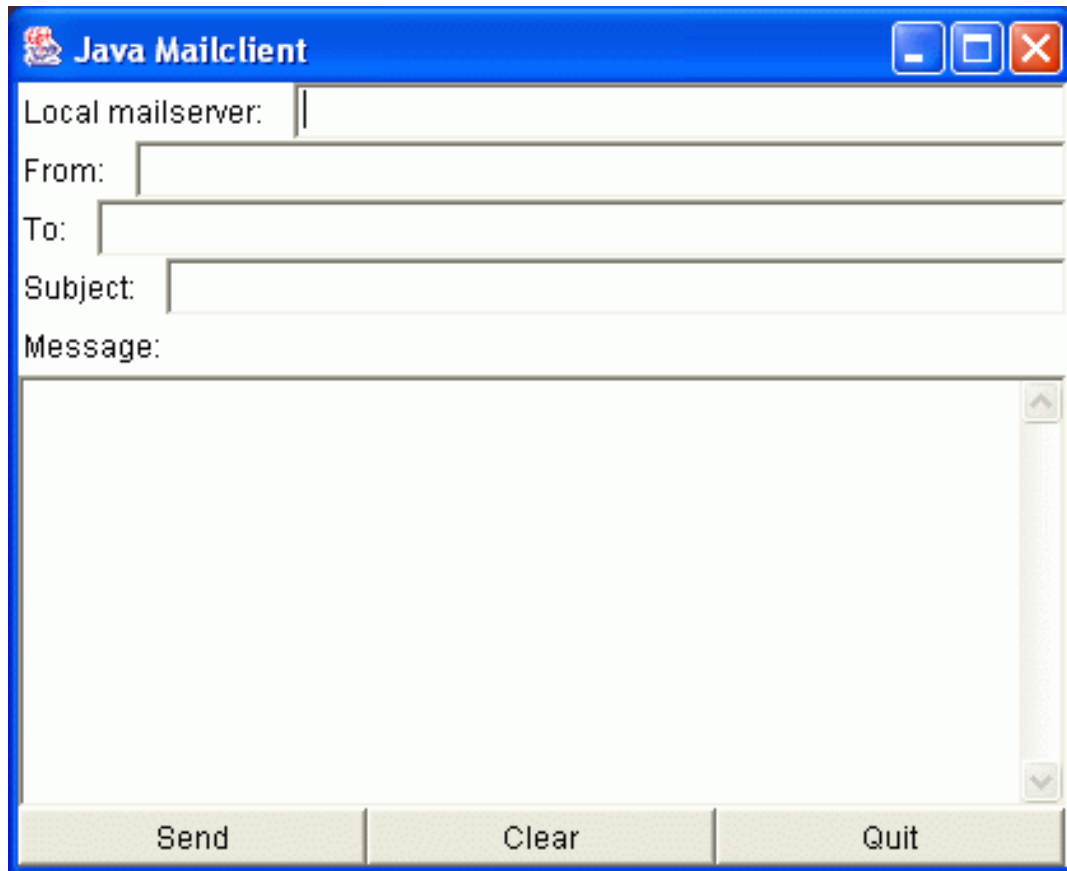 Java Mailclient
Local mailserver:
From:
To:
Subject:
Message:
Send Clear Quit